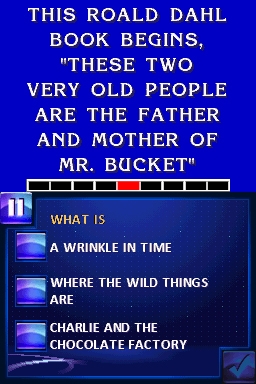 THIS ROALD DAHL
BOOK BEGINS,
"THESE TWO
VERY OLD PEOPLE
ARE THE FATHER
AND MOTHER OF
MR. BUCKET"
WHAT IS
A WRINKLE IN TIME
WHERE THE WILD THINGS
ARE
CHARLIE AND THE
CHOCOLATE FACTORY